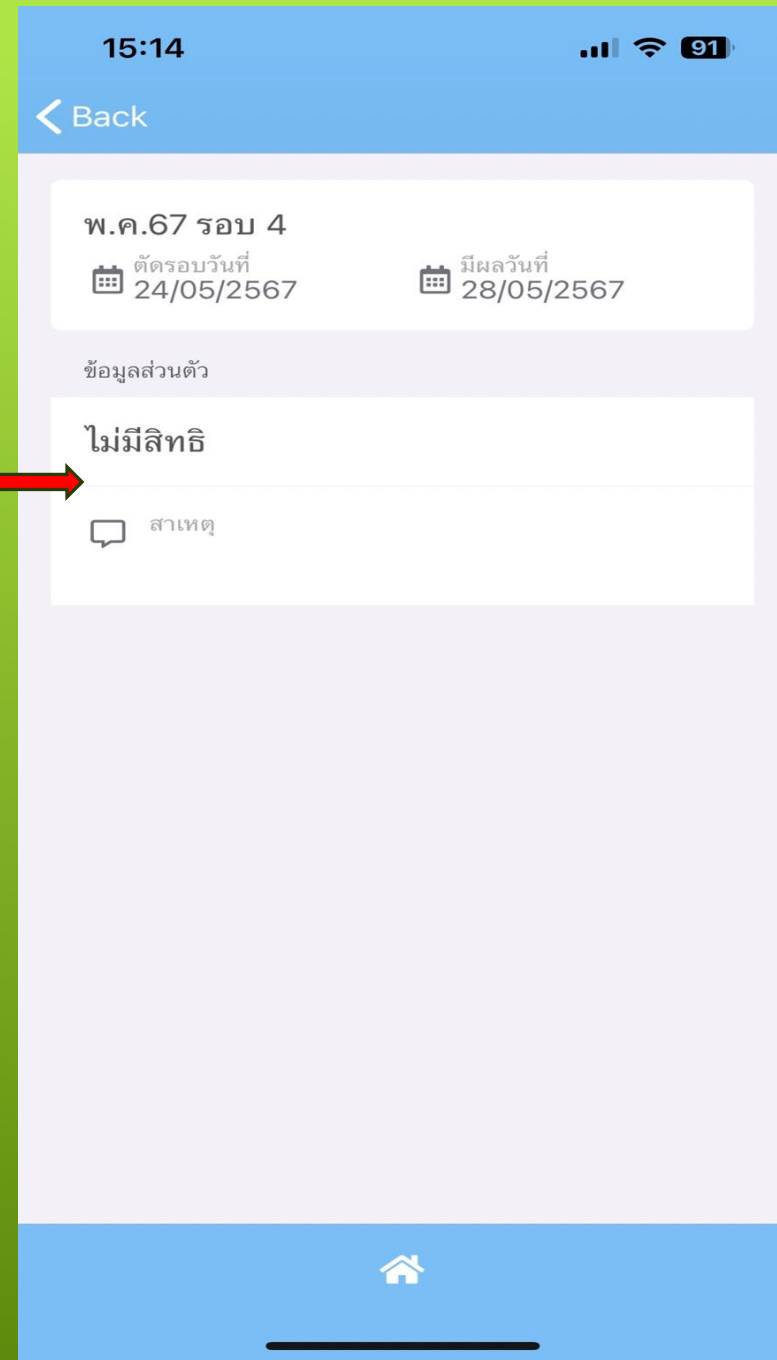 15:14
91
Back
พ.ค.67 รอบ 4
ตัดรอบวันที่
24/05/2567
มีผลวันที่
28/05/2567
ข้อมูลส่วนตัว
ไม่มีสิทธิ
สาเหตุ